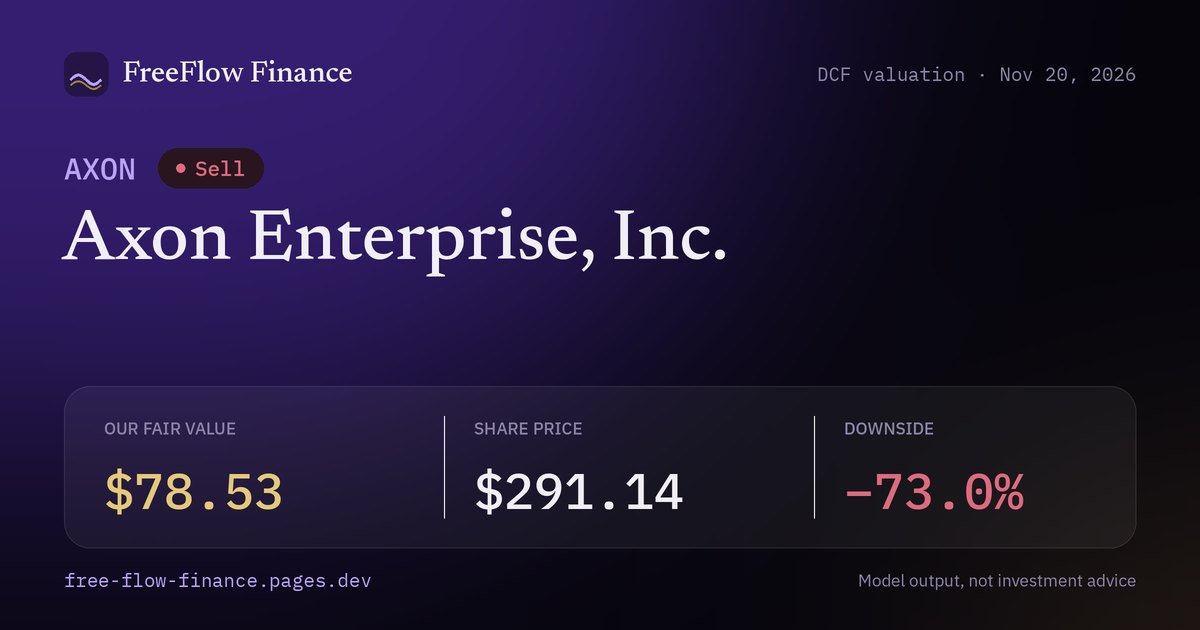 FreeFlow Finance
DCF valuation · Nov 20, 2026
AXON
Sell
Axon Enterprise, Inc.
OUR FAIR VALUE
SHARE PRICE
DOWNSIDE
$78.53
$291.14
−73.0%
free-flow-finance.pages.dev
Model output, not investment advice